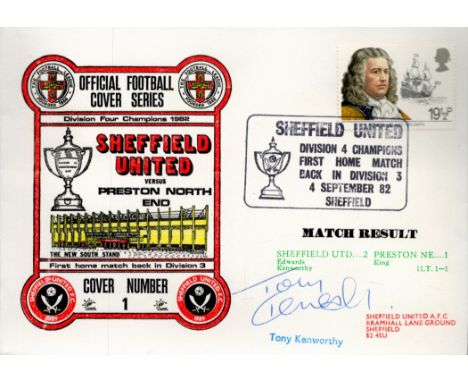 OFFICIAL FOOTBALL
COVER SERIES
Division Four Champions 1982
SHEFFIELD
UNITED
VERSUS
PRESTON NORTH
END
THE NEW SOUTH STAND
First home match back in Division 3
COVER NUMBER
1
19½P
SHEFFIELD UNITED
DIVISION 4 CHAMPIONS
FIRST HOME MATCH
BACK IN DIVISION 3
4 SEPTEMBER 82
SHEFFIELD
MATCH RESULT
SHEFFIELD UTD....2 PRESTON NE....1
Edwards King
Kenworthy H.T. 1-1
Tony
Tony Kenworthy
SHEFFIELD UNITED A.F.C
BRAMHALL LANE GROUND
SHEFFIELD
S2 4SU